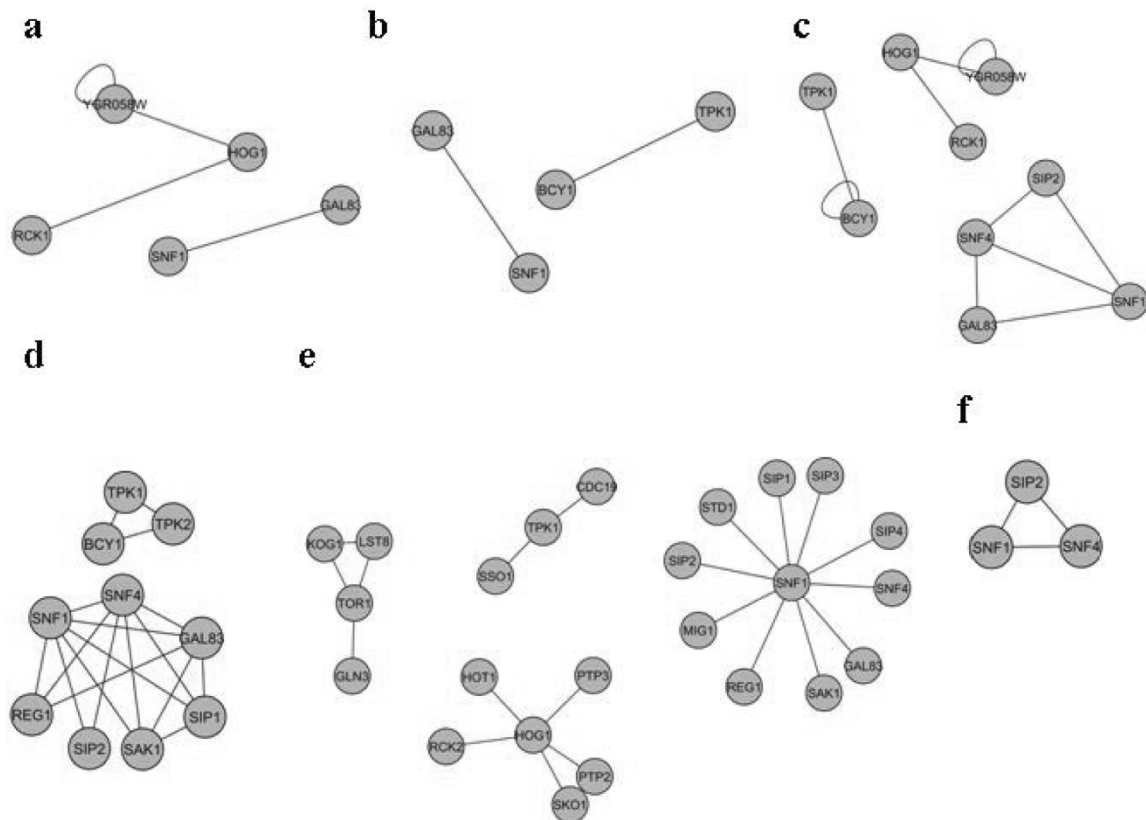 a
YGR058W
HOG1
RCK1
GAL83
SNF1
b
GAL83
TPK1
BCY1
SNF1
c
HOG1
YGR058W
TPK1
RCK1
BCY1
SIP2
SNF4
SNF1
GAL83
d
TPK1
TPK2
BCY1
SNF4
SNF1
GAL83
REG1
SIP1
SIP2
SAK1
e
KOG1
LST8
TOR1
GLN3
CDC19
TPK1
SSO1
HOT1
PTP3
RCK2
HOG1
PTP2
SKO1
SIP1
SIP3
STD1
SIP4
SIP2
SNF1
SNF4
MIG1
GAL83
REG1
SAK1
f
SIP2
SNF1
SNF4